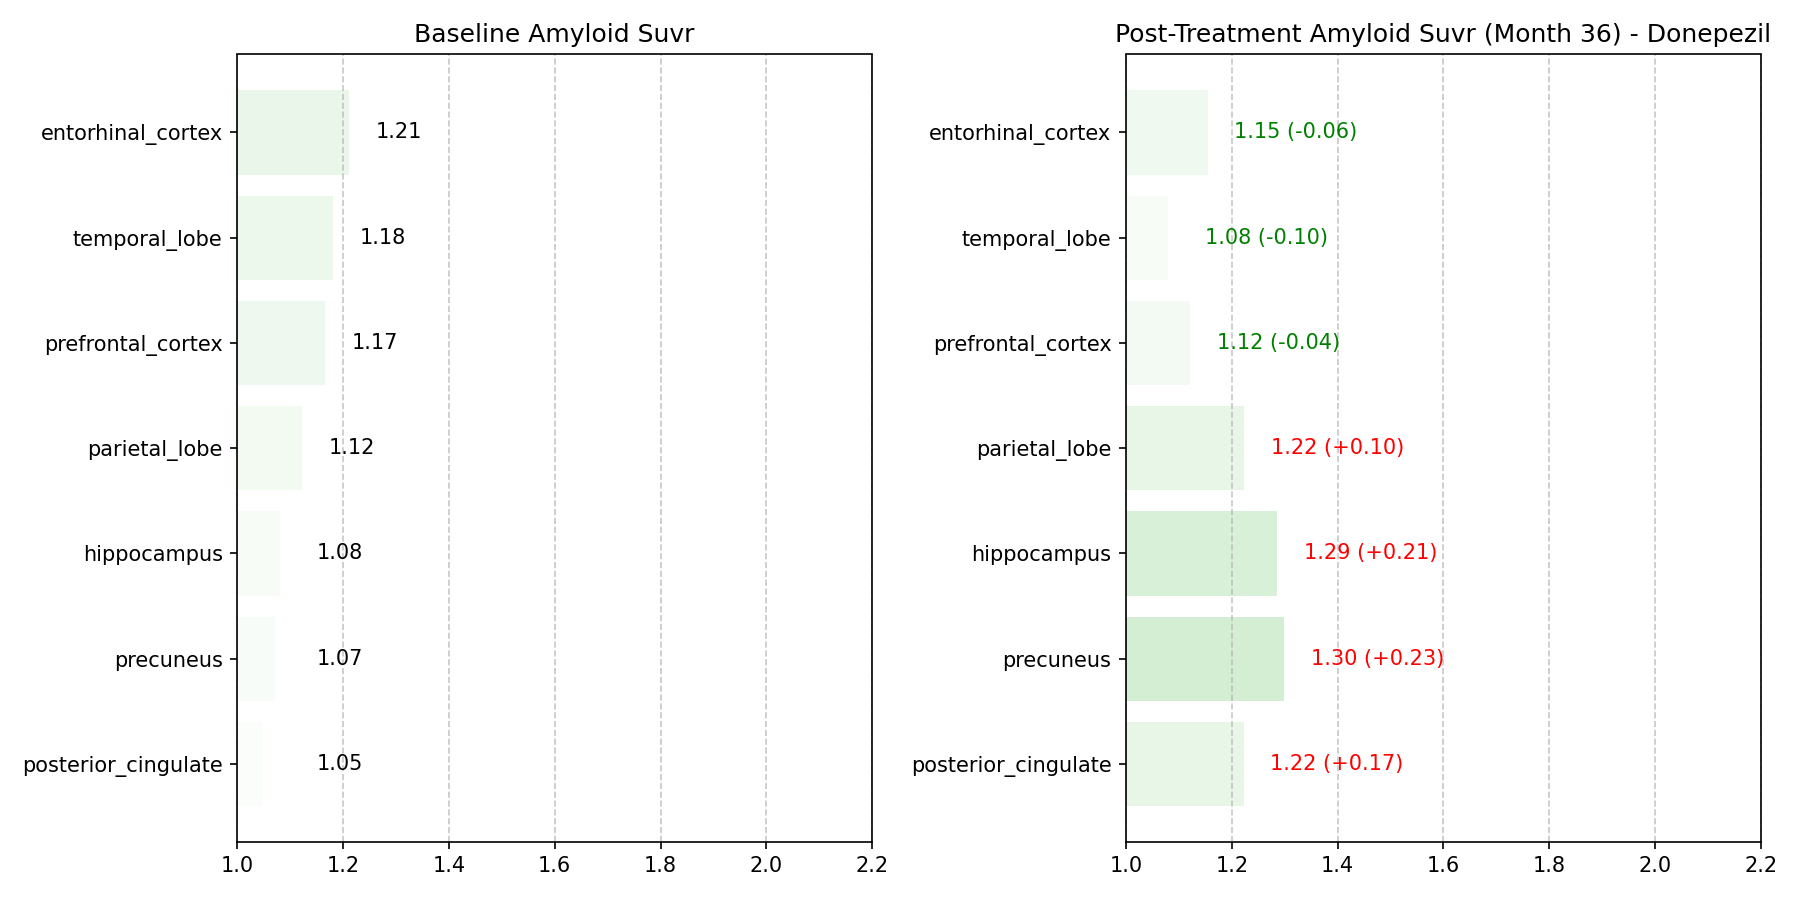 Baseline Amyloid Suvr
entorhinal_cortex
1.21
temporal_lobe
1.18
prefrontal_cortex
1.17
parietal_lobe
1.12
hippocampus
1.08
precuneus
1.07
posterior_cingulate
1.05
1.0 1.2 1.4 1.6 1.8 2.0 2.2
Post-Treatment Amyloid Suvr (Month 36) - Donepezil
entorhinal_cortex
1.15 (-0.06)
temporal_lobe
1.08 (-0.10)
prefrontal_cortex
1.12 (-0.04)
parietal_lobe
1.22 (+0.10)
hippocampus
1.29 (+0.21)
precuneus
1.30 (+0.23)
posterior_cingulate
1.22 (+0.17)
1.0 1.2 1.4 1.6 1.8 2.0 2.2